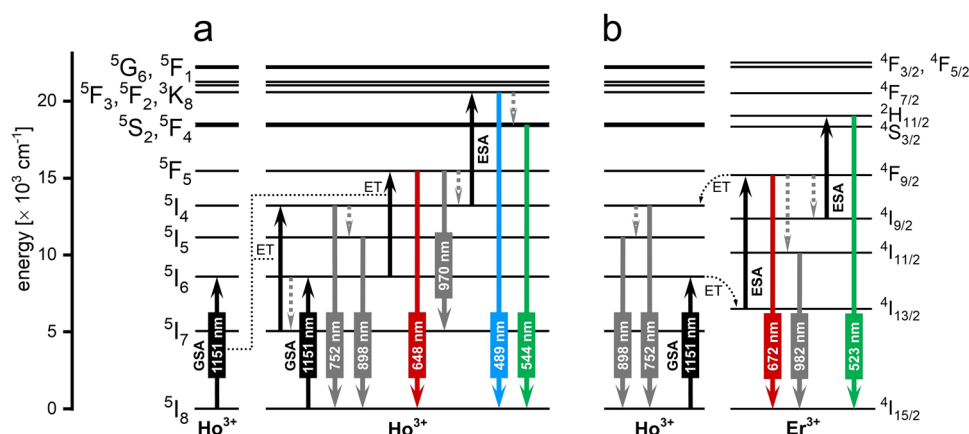 a
b
⁵G₆, ⁵F₁
⁵F₃,⁵F₂,³K₈
⁵S₂,⁵F₄
⁵F₅
⁵I₄
⁵I₅
⁵I₆
⁵I₇
⁵I₈
energy [× 10³ cm⁻¹]
20
15
10
5
0
GSA
1151 nm
ET
ET
GSA
1151 nm
752 nm
898 nm
648 nm
970 nm
ESA
489 nm
544 nm
Ho³⁺
Ho³⁺
ET
ET
898 nm
752 nm
GSA
1151 nm
ESA
672 nm
982 nm
ESA
523 nm
⁴F₃/₂, ⁴F₅/₂
⁴F₇/₂
²H₁₁/₂
⁴S₃/₂
⁴F₉/₂
⁴I₉/₂
⁴I₁₁/₂
⁴I₁₃/₂
⁴I₁₅/₂
Ho³⁺
Er³⁺